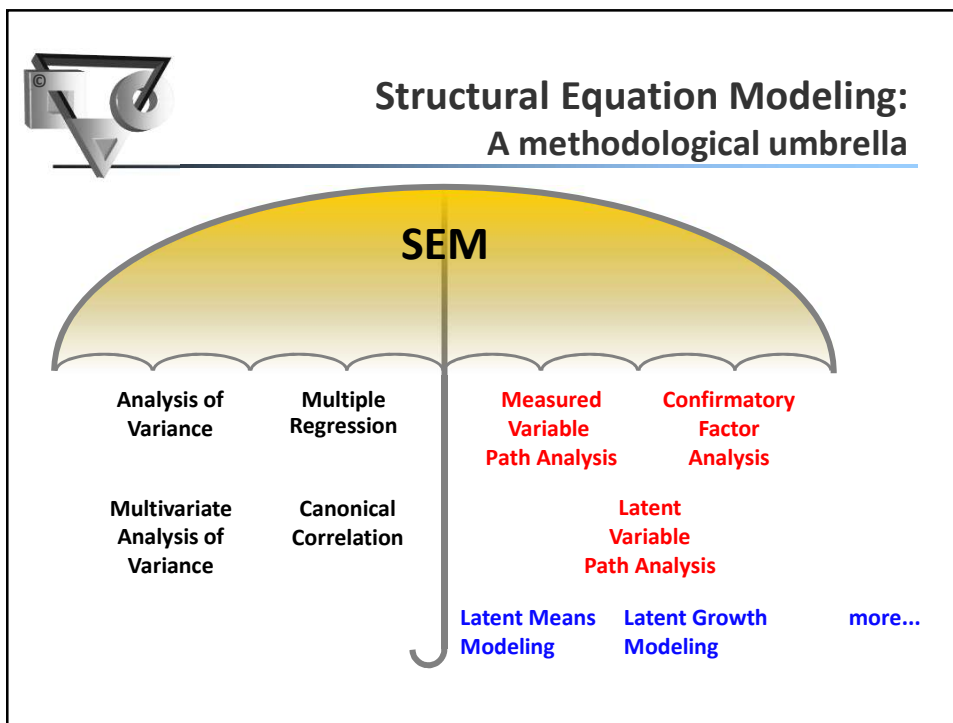 ©
Structural Equation Modeling:
A methodological umbrella
SEM
Analysis of
Variance
Multiple
Regression
Measured
Variable
Path Analysis
Confirmatory
Factor
Analysis
Multivariate
Analysis of
Variance
Canonical
Correlation
Latent
Variable
Path Analysis
Latent Means
Modeling
Latent Growth
Modeling
more...